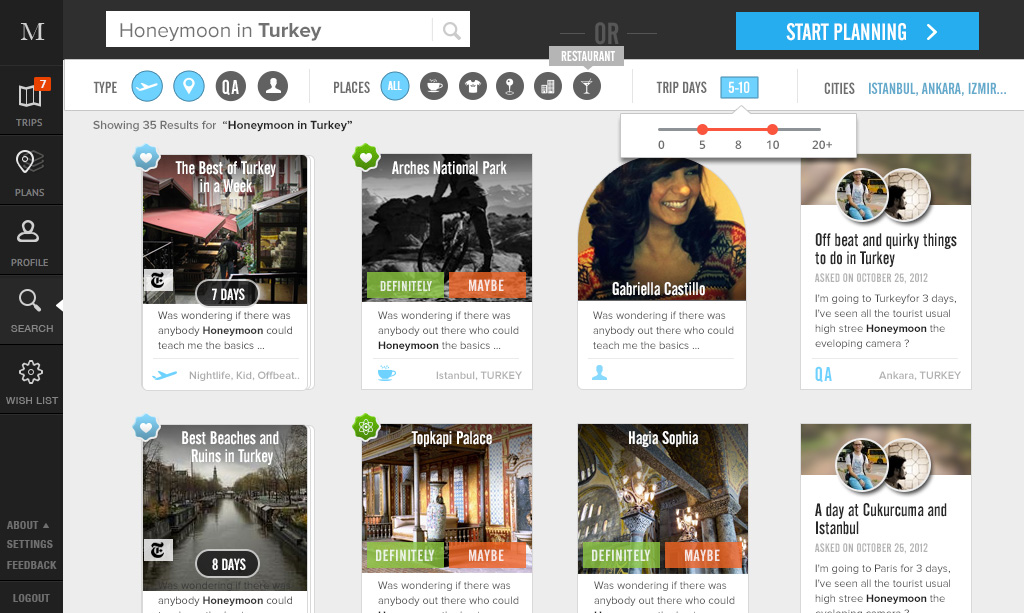 M
Honeymoon in Turkey
OR
START PLANNING
RESTAURANT
TYPE
QA
PLACES
ALL
TRIP DAYS
5-10
CITIES
ISTANBUL, ANKARA, IZMIR...
0 5 8 10 20+
7
TRIPS
PLANS
PROFILE
SEARCH
WISH LIST
ABOUT
SETTINGS
FEEDBACK
LOGOUT
Showing 35 Results for “Honeymoon in Turkey”
The Best of Turkey
in a Week
T
7 DAYS
Was wondering if there was
anybody Honeymoon could
teach me the basics ...
Nightlife, Kid, Offbeat..
Arches National Park
DEFINITELY
MAYBE
Was wondering if there was
anybody out there who could
Honeymoon the basics ...
Istanbul, TURKEY
Gabriella Castillo
Was wondering if there was
anybody out there who could
teach me the basics ...
Off beat and quirky things
to do in Turkey
ASKED ON OCTOBER 26, 2012
I'm going to Turkeyfor 3 days,
I've seen all the tourist usual
high stree Honeymoon the
eveloping camera ?
QA
Ankara, TURKEY
Best Beaches and
Ruins in Turkey
T
8 DAYS
Was wondering if there was
anybody Honeymoon could
Topkapi Palace
DEFINITELY
MAYBE
Was wondering if there was
anybody out there who could
Honeymoon the basics ...
Hagia Sophia
DEFINITELY
MAYBE
Was wondering if there was
anybody out there who could
A day at Cukurcuma and
Istanbul
ASKED ON OCTOBER 26, 2012
I'm going to Paris for 3 days,
I've seen all the tourist usual
high stree Honeymoon the
eveloping camera ?